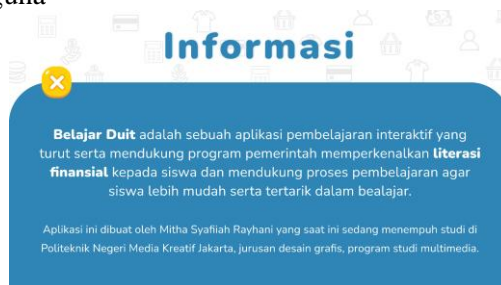 Informasi
Belajar Duit adalah sebuah aplikasi pembelajaran interaktif yang
turut serta mendukung program pemerintah memperkenalkan literasi
finansial kepada siswa dan mendukung proses pembelajaran agar
siswa lebih mudah serta tertarik dalam bealajar.
Aplikasi ini dibuat oleh Mitha Syafiiah Rayhani yang saat ini sedang menempuh studi di
Politeknik Negeri Media Kreatif Jakarta, jurusan desain grafis, program studi multimedia.